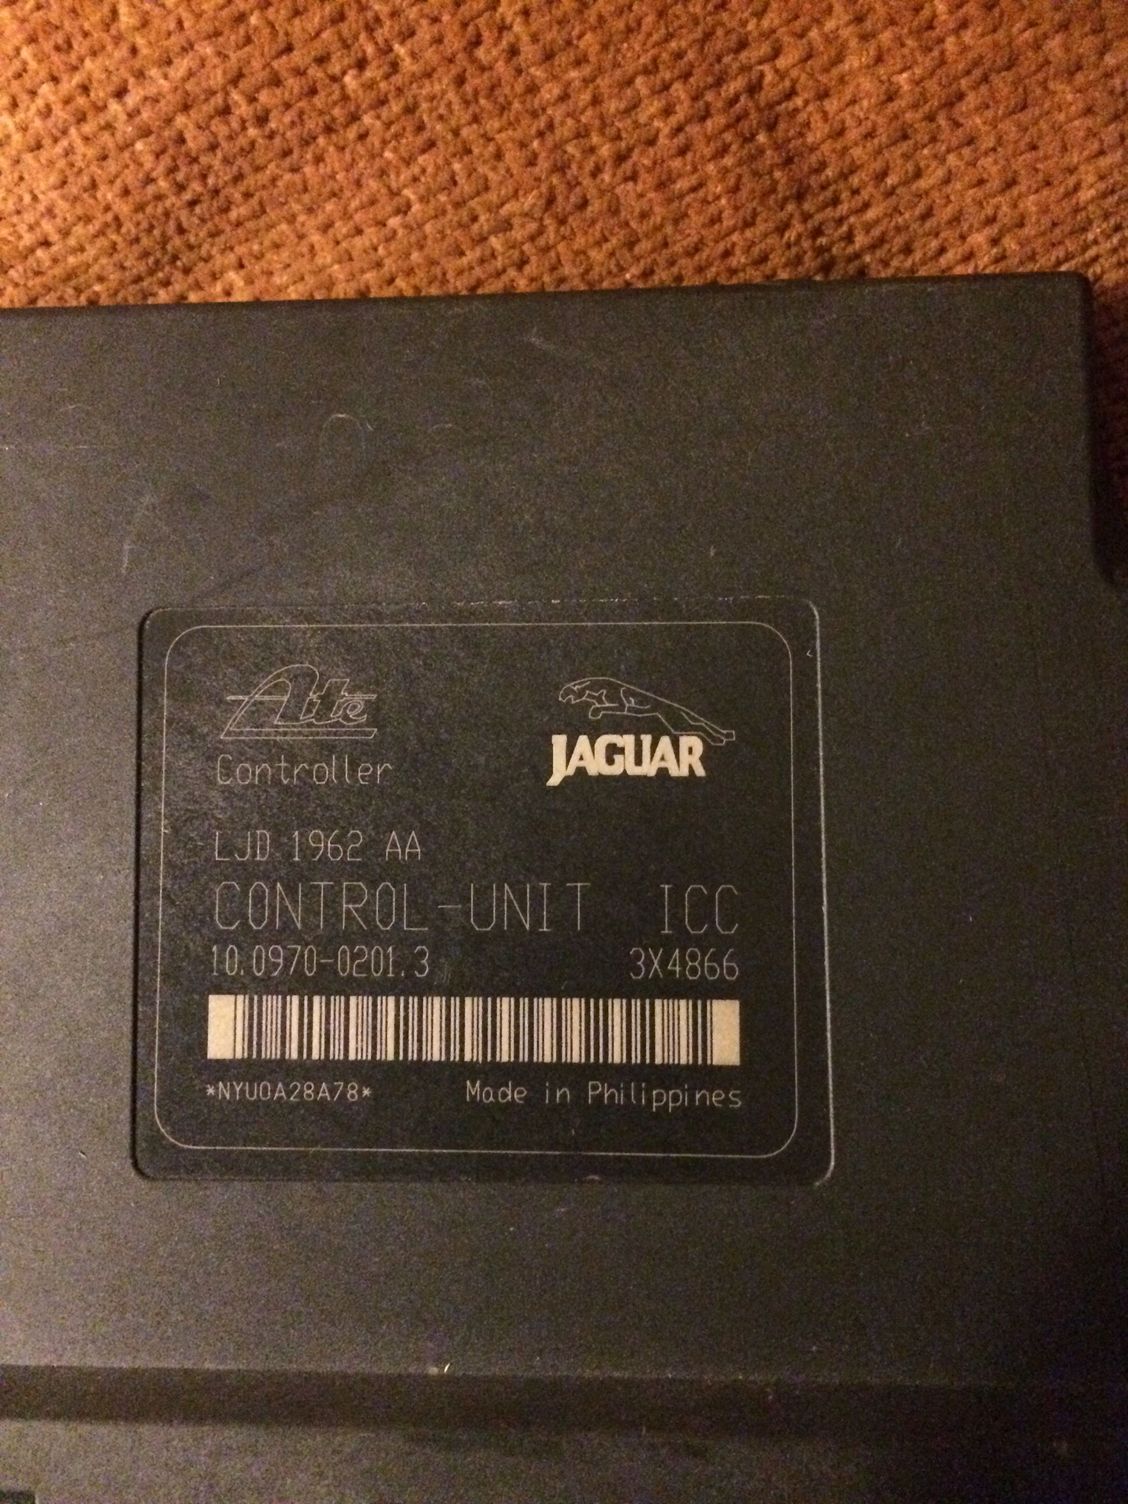 Ate
JAGUAR
Controller
LJD 1962 AA
CONTROL-UNIT ICC
10.0970-0201.3 3X4866
*NYU0A28A78* Made in Philippines